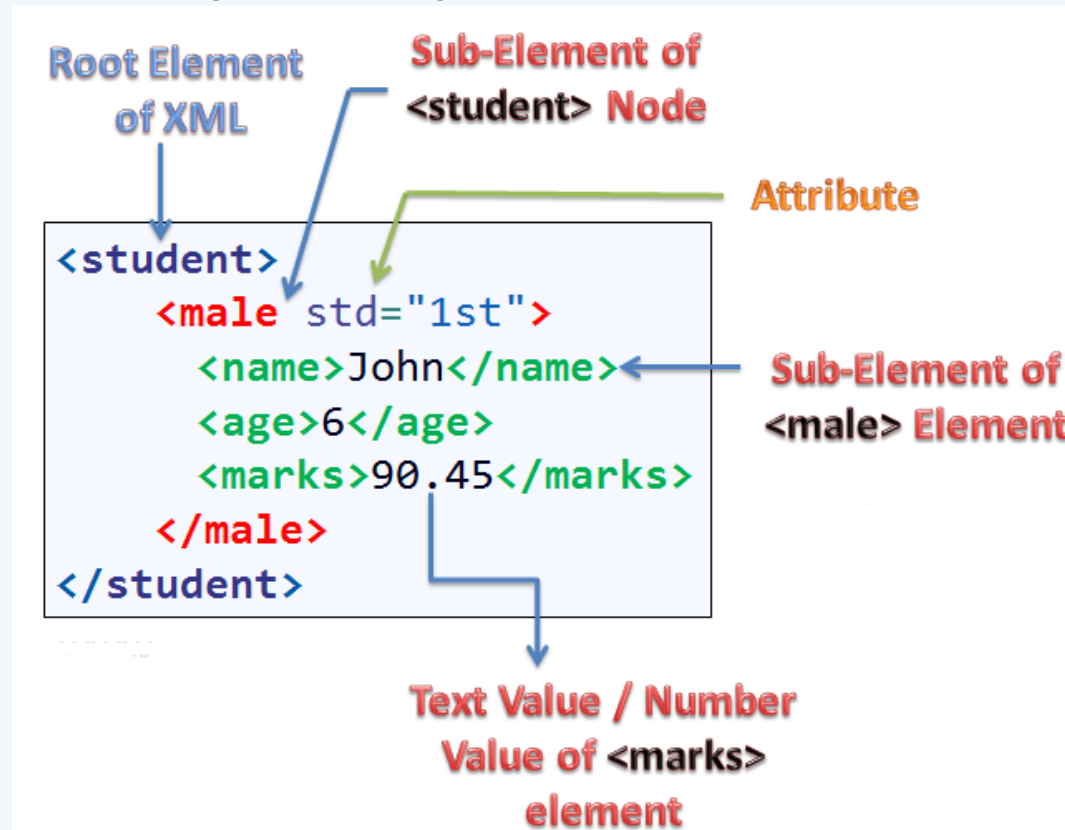 Root Element
of XML
Sub-Element of
<student> Node
Attribute
<student>
<male std="1st">
<name>John</name>
<age>6</age>
<marks>90.45</marks>
</male>
</student>
Sub-Element of
<male> Element
Text Value / Number
Value of <marks>
element